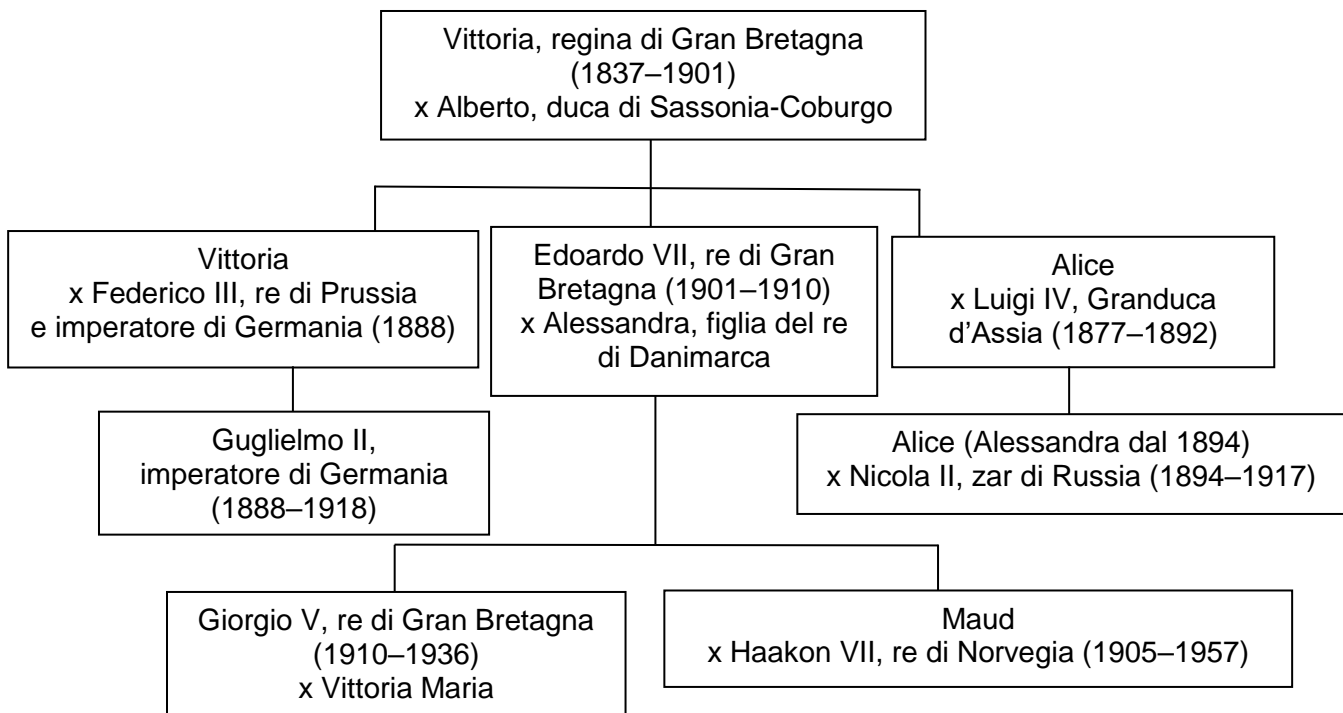 Vittoria, regina di Gran Bretagna
(1837–1901)
x Alberto, duca di Sassonia-Coburgo
Vittoria
x Federico III, re di Prussia
e imperatore di Germania (1888)
Edoardo VII, re di Gran
Bretagna (1901–1910)
x Alessandra, figlia del re
di Danimarca
Alice
x Luigi IV, Granduca
d’Assia (1877–1892)
Guglielmo II,
imperatore di Germania
(1888–1918)
Alice (Alessandra dal 1894)
x Nicola II, zar di Russia (1894–1917)
Giorgio V, re di Gran Bretagna
(1910–1936)
x Vittoria Maria
Maud
x Haakon VII, re di Norvegia (1905–1957)